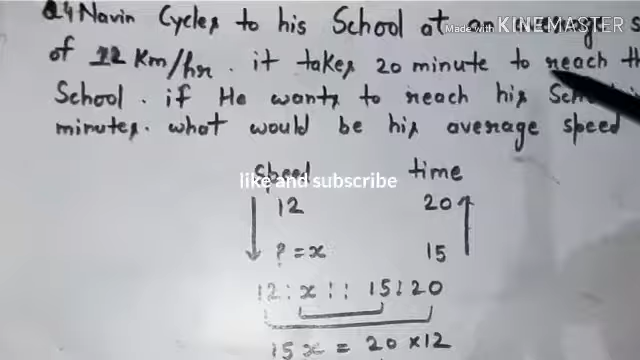 Made with KINEMASTER
Q4 Navin Cycles to his School at
of 12 Km/hr. it takes 20 minute to reach
School. if He wants to reach his
minutes. what would be his average speed
speed time
like and subscribe
12 20
? = x 15
12 : x :: 15 : 20
15 x = 20 × 12